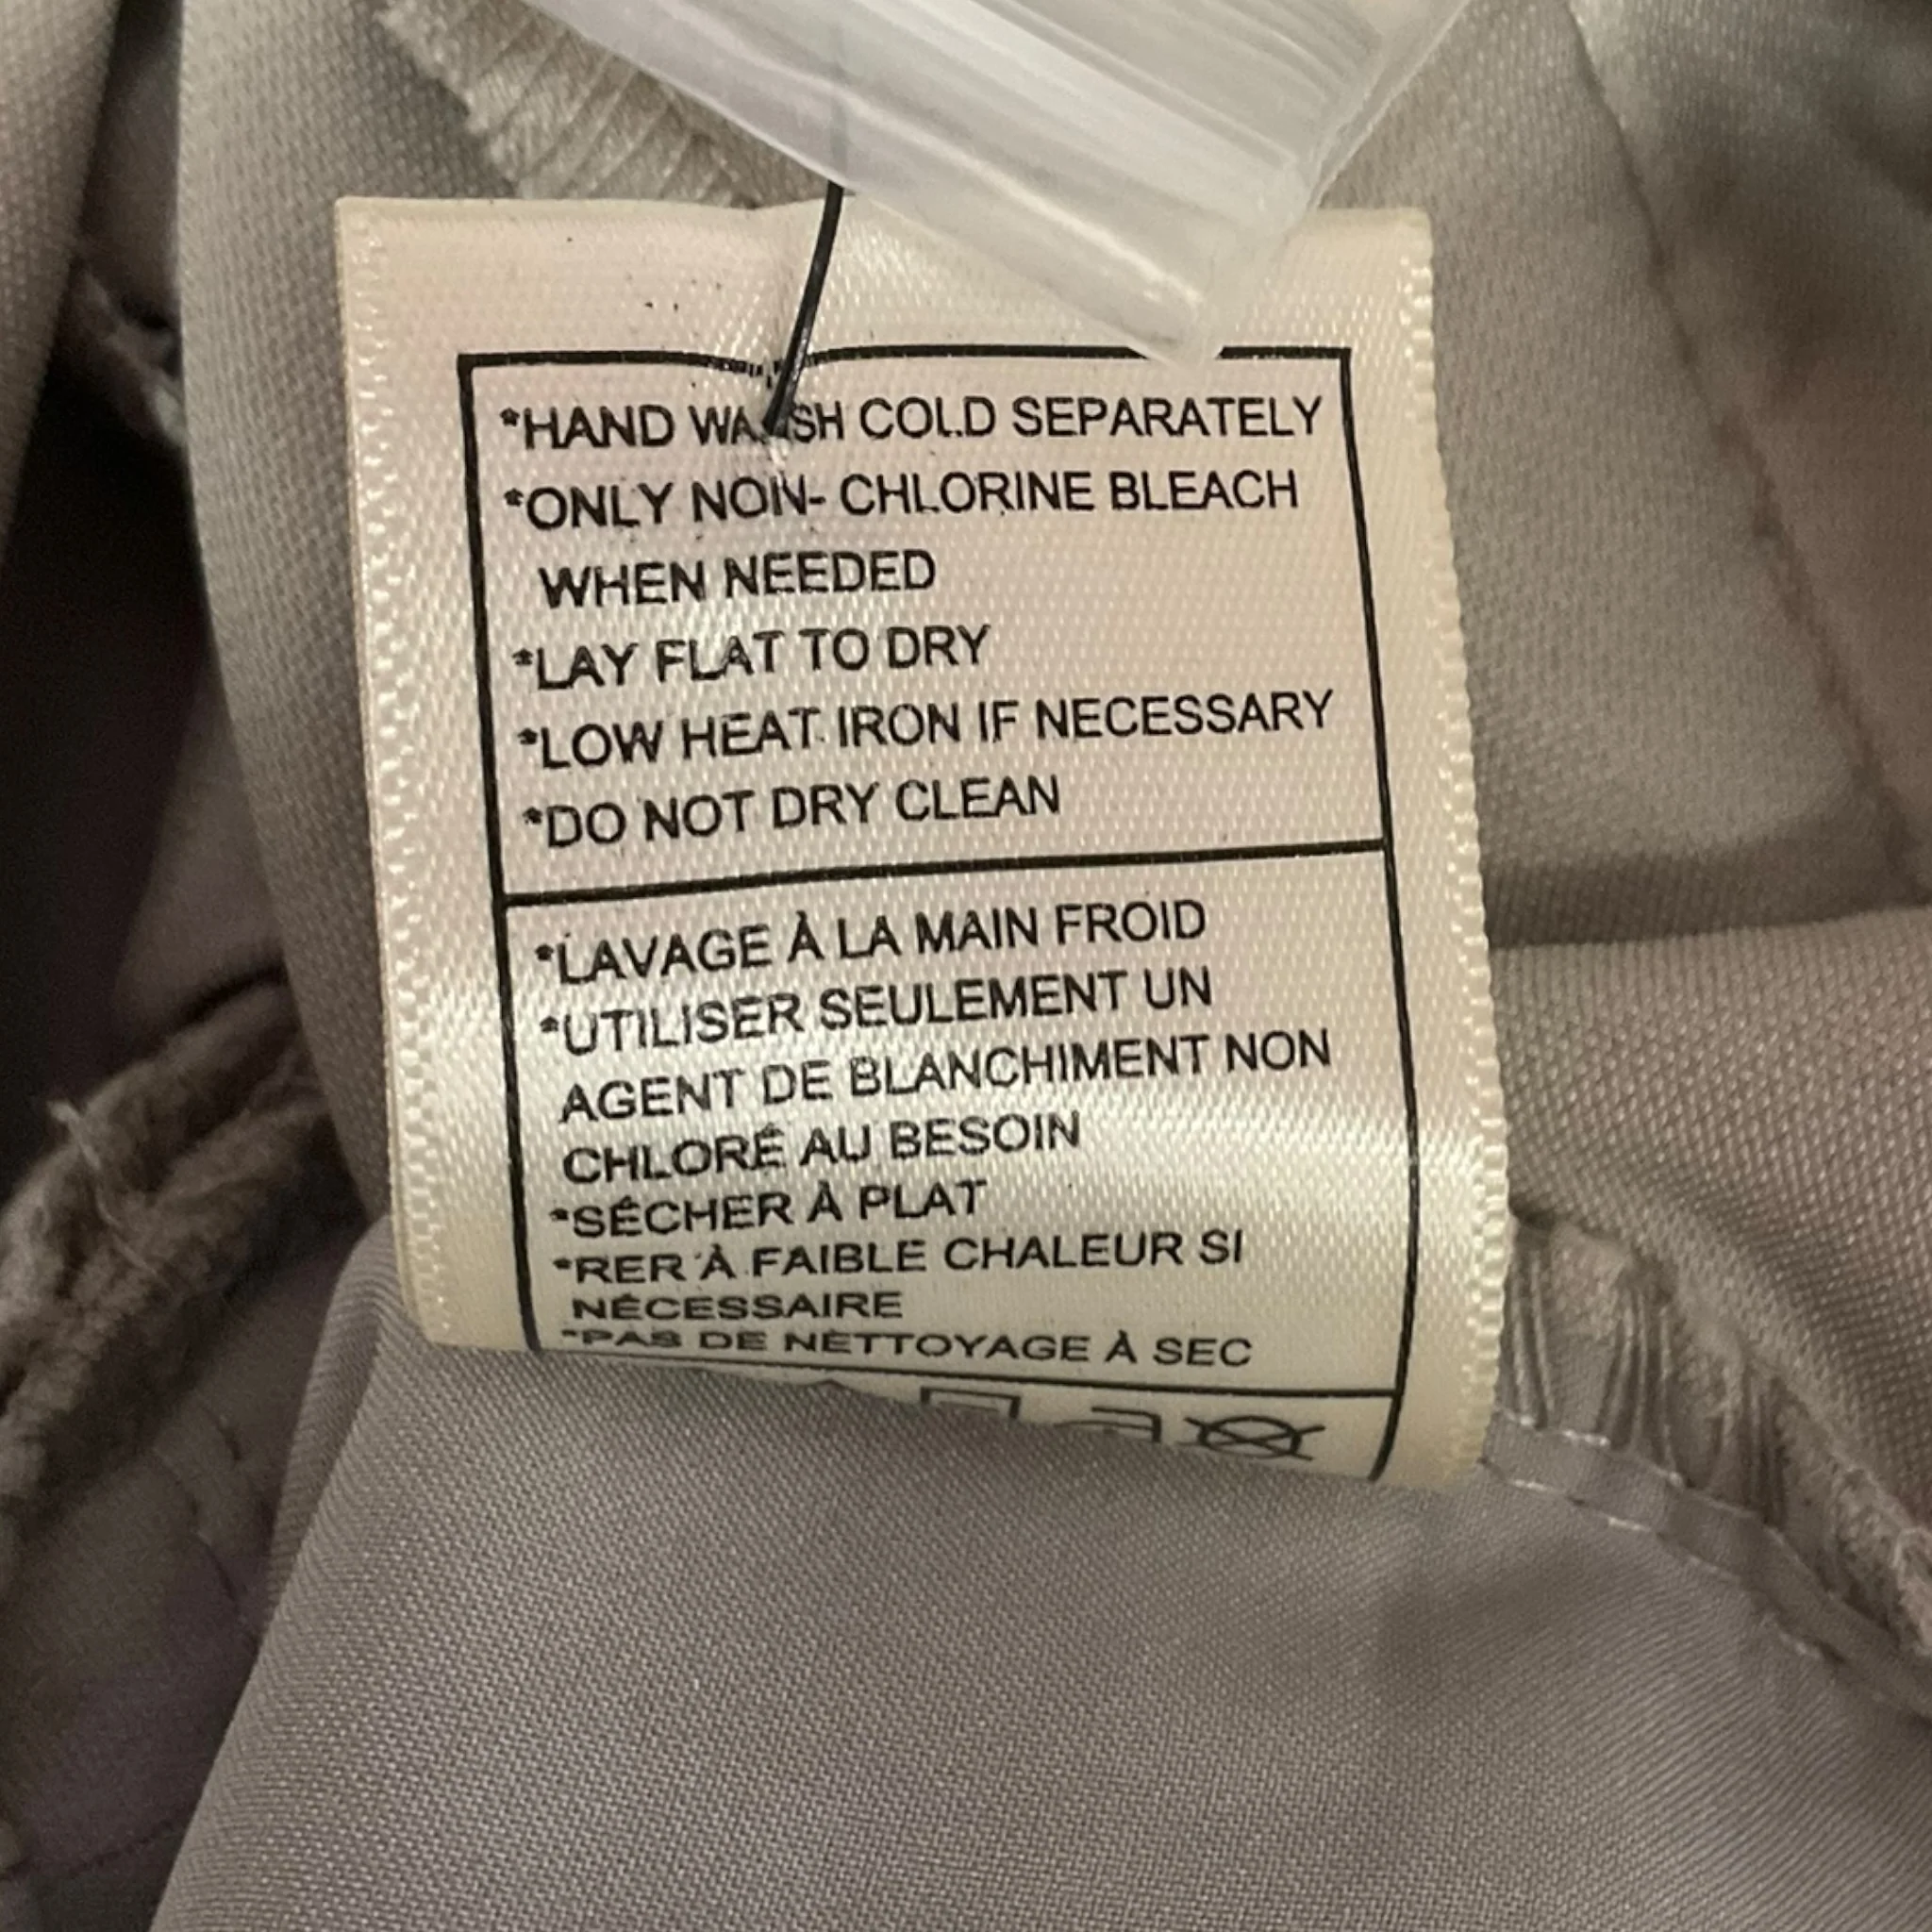 *HAND WASH COLD SEPARATELY
*ONLY NON- CHLORINE BLEACH
WHEN NEEDED
*LAY FLAT TO DRY
*LOW HEAT IRON IF NECESSARY
*DO NOT DRY CLEAN
*LAVAGE À LA MAIN FROID
*UTILISER SEULEMENT UN
AGENT DE BLANCHIMENT NON
CHLORÉ AU BESOIN
*SÉCHER À PLAT
*RER À FAIBLE CHALEUR SI
NÉCESSAIRE
*PAS DE NETTOYAGE À SEC